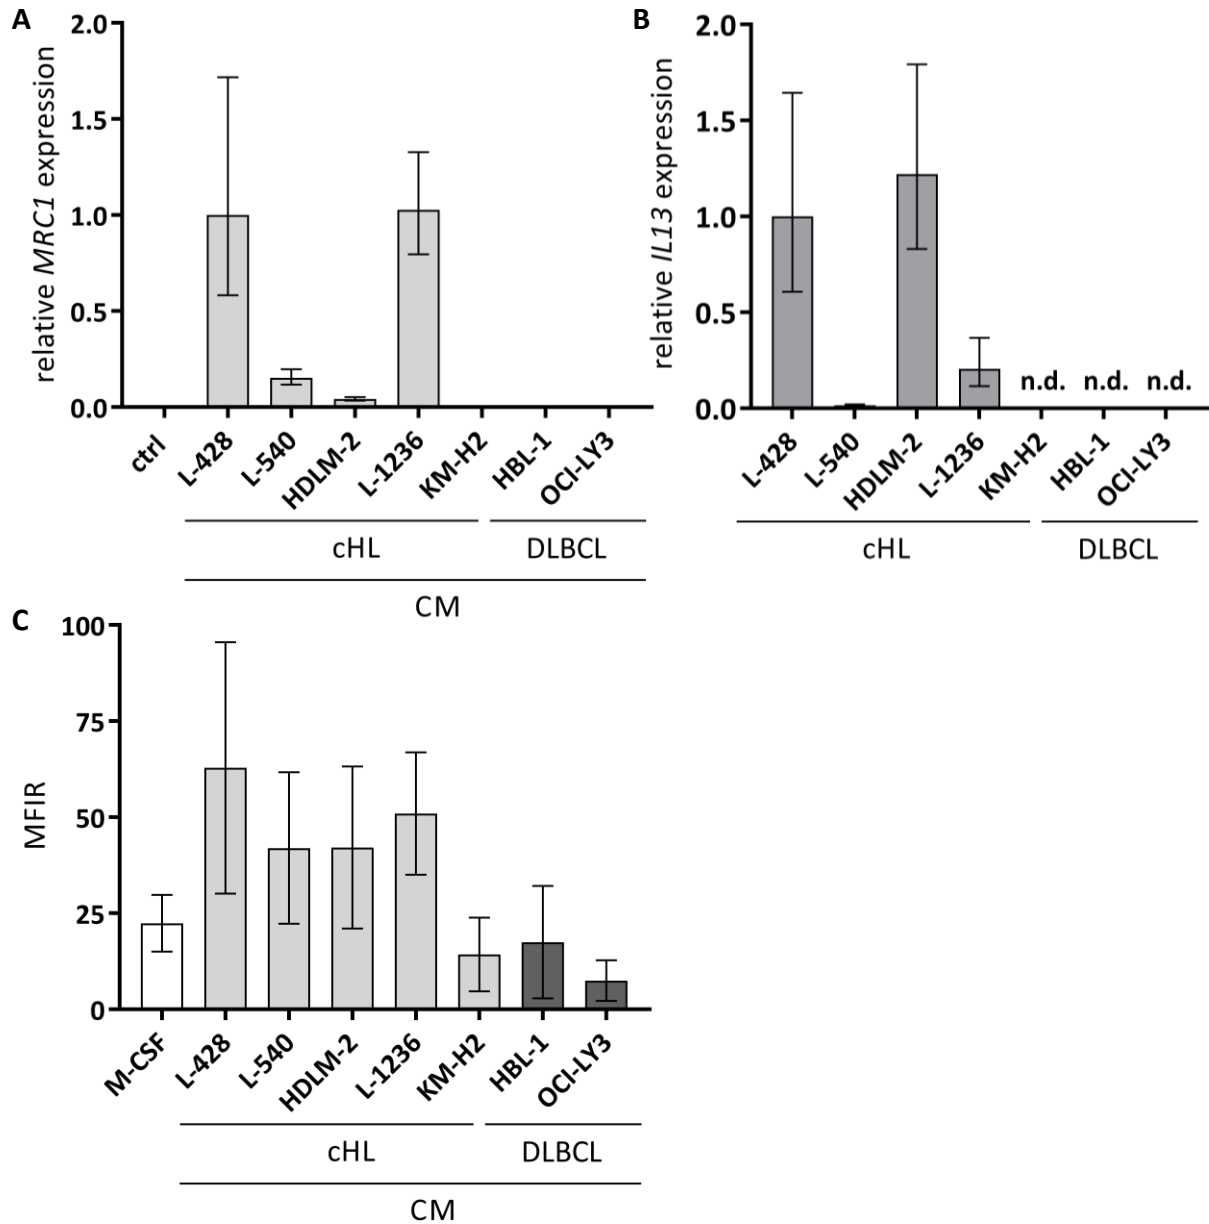 A
relative MRC1 expression
2.0
1.5
1.0
0.5
0.0
ctrl
L-428
L-540
HDLM-2
L-1236
KM-H2
HBL-1
OCI-LY3
cHL
DLBCL
CM
B
relative IL13 expression
2.0
1.5
1.0
0.5
0.0
n.d.
n.d.
n.d.
L-428
L-540
HDLM-2
L-1236
KM-H2
HBL-1
OCI-LY3
cHL
DLBCL
C
MFIR
100
75
50
25
0
M-CSF
L-428
L-540
HDLM-2
L-1236
KM-H2
HBL-1
OCI-LY3
cHL
DLBCL
CM